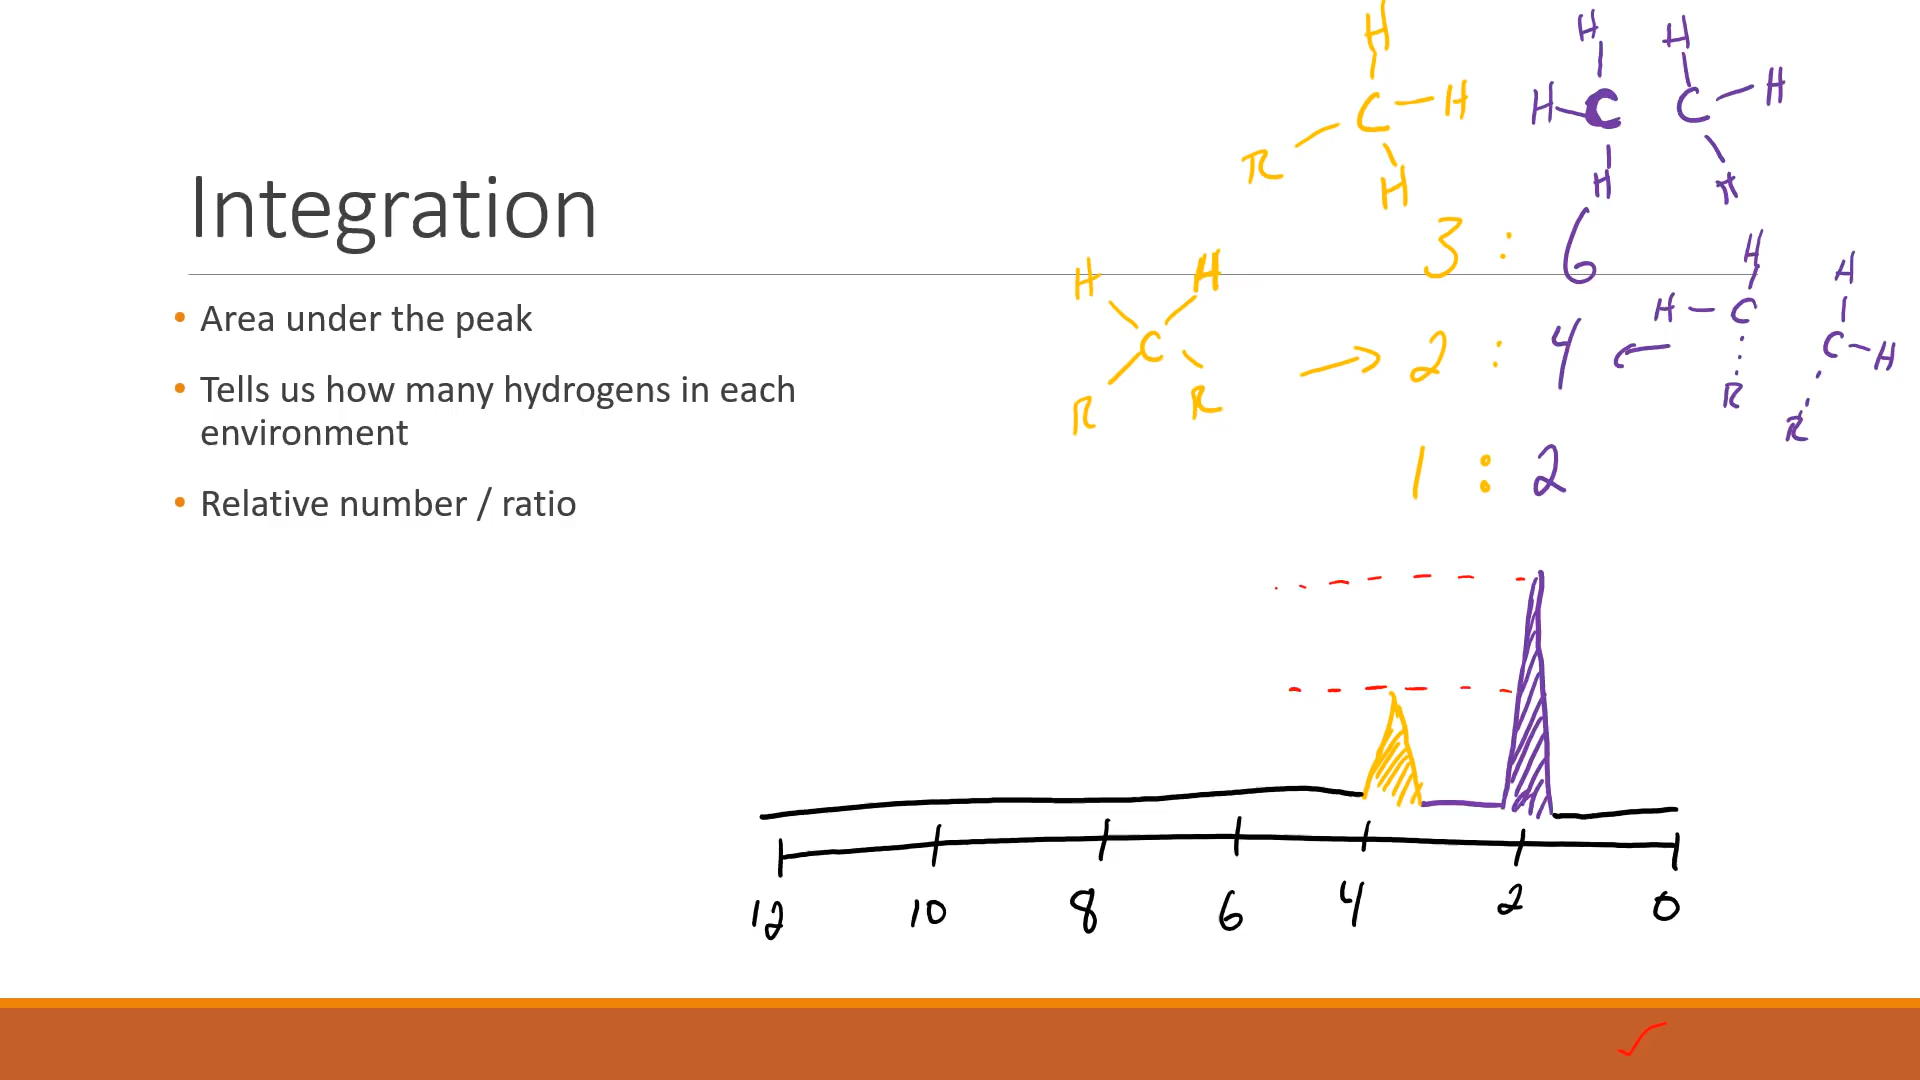 Integration
• Area under the peak
• Tells us how many hydrogens in each
environment
• Relative number / ratio
H
C - H
R
H
H
H - C
H
H
C - H
H
3 : 6
H H
C
R R
→ 2 : 4 ←
H
H - C
R
H
C - H
R
1 : 2
12 10 8 6 4 2 0